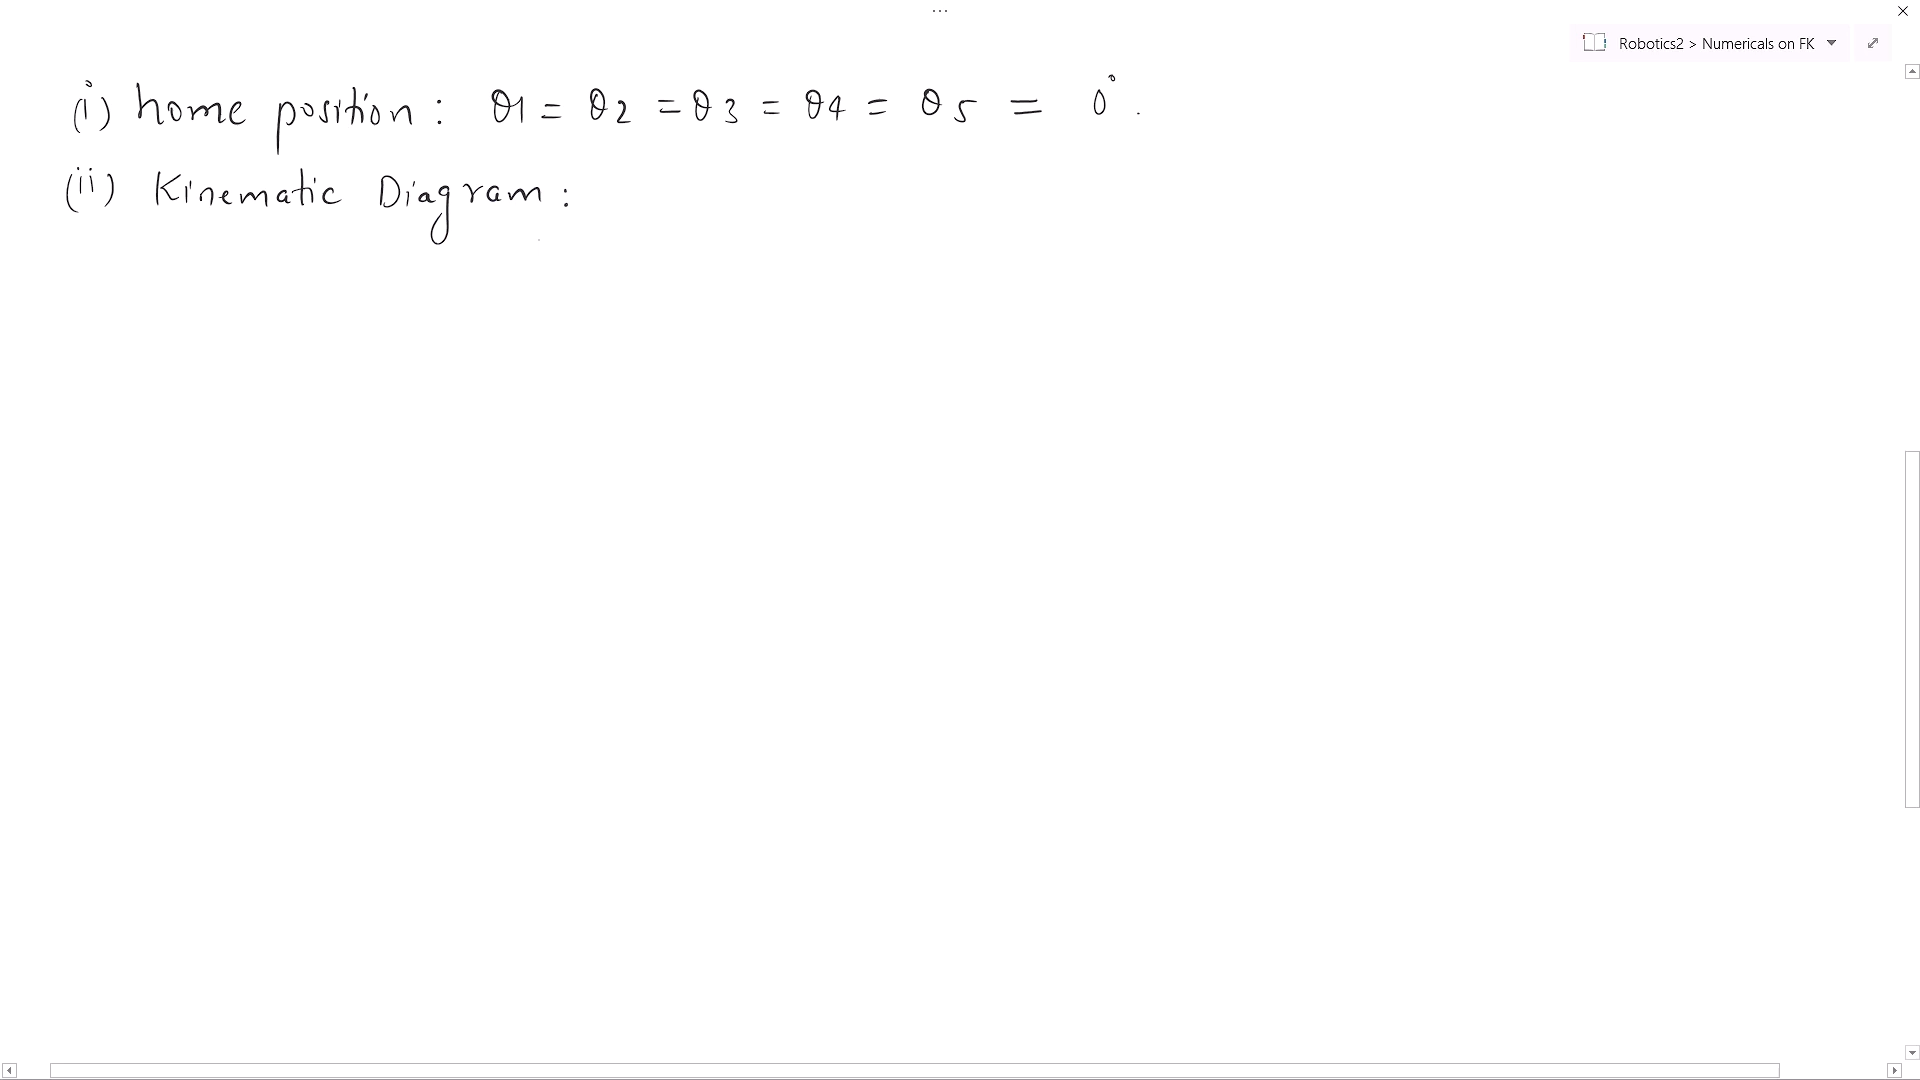 ...
Robotics2 > Numericals on FK
(i) home position : θ1 = θ2 = θ3 = θ4 = θ5 = 0°.
(ii) Kinematic Diagram :